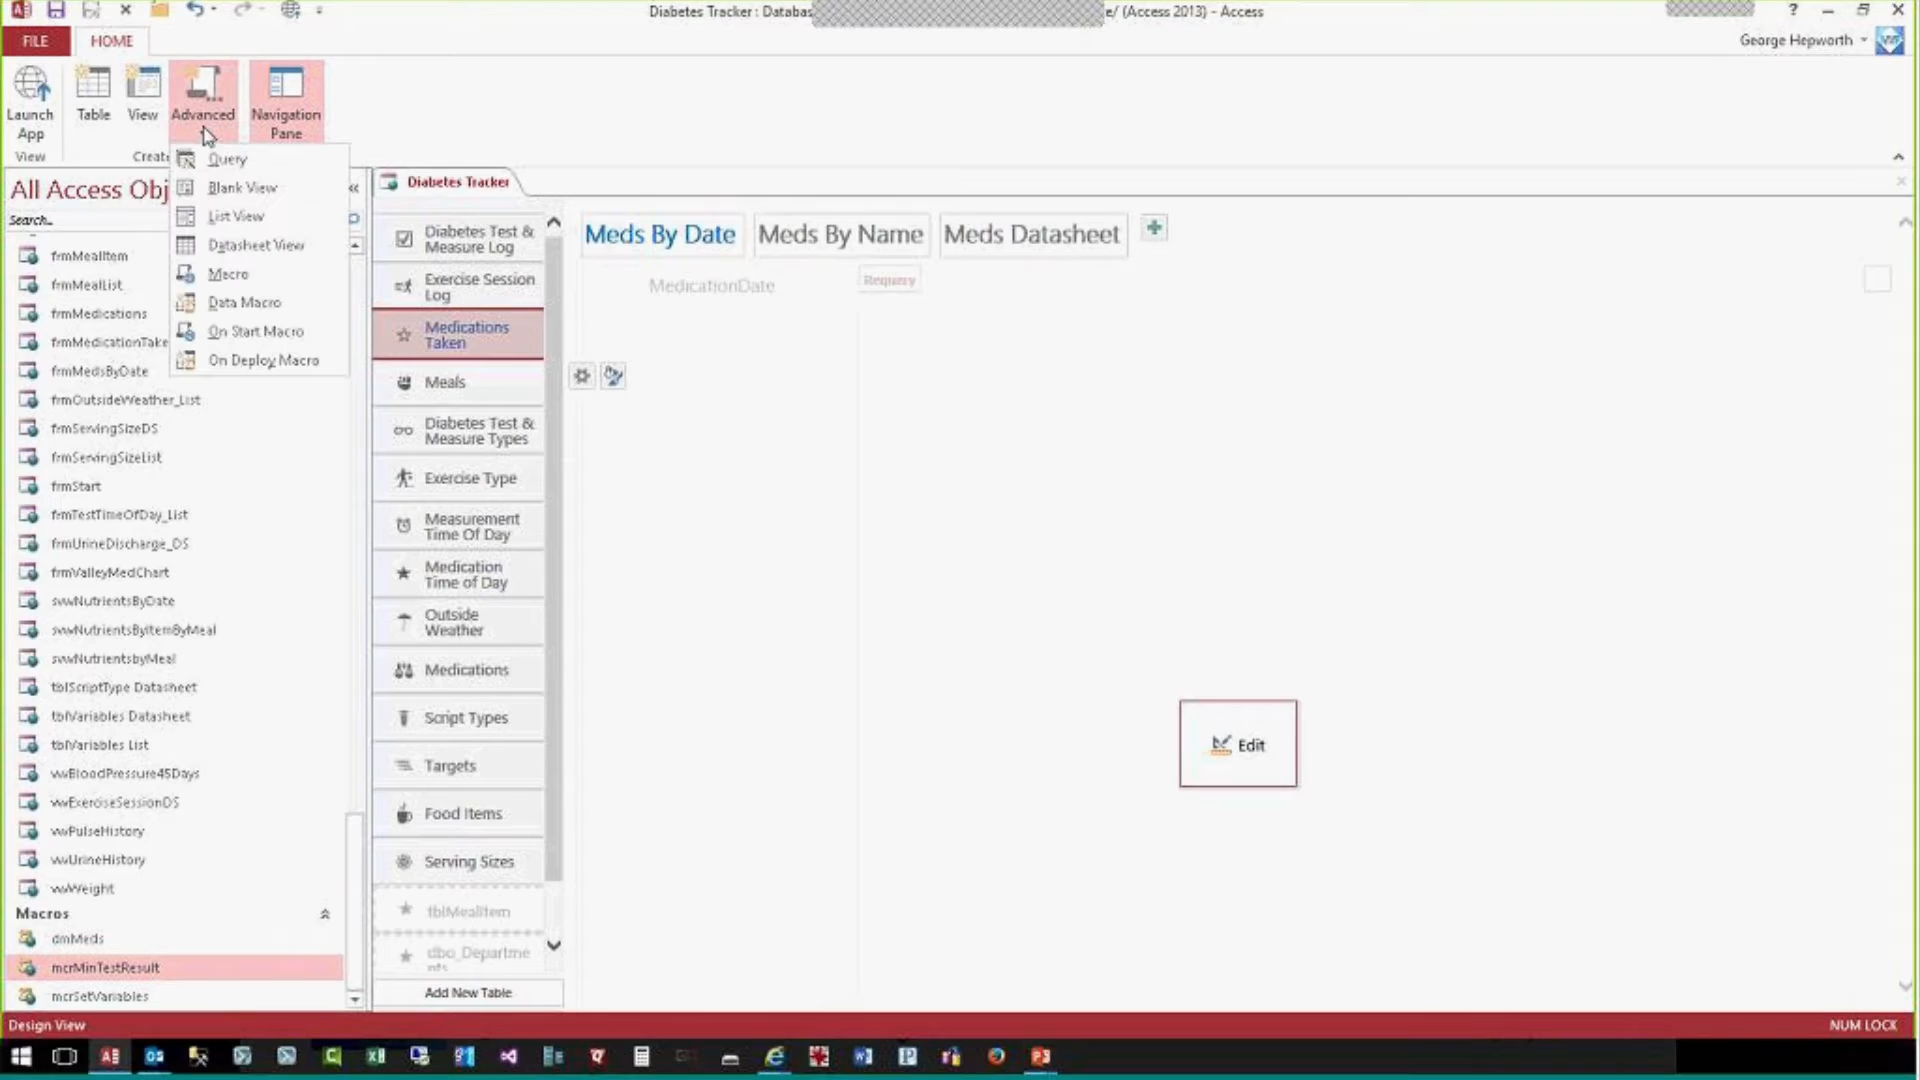 Diabetes Tracker : Databas
e/ (Access 2013) - Access
?
FILE
HOME
George Hepworth
Launch App
Table
View
Advanced
Navigation Pane
View
Creat
Query
Blank View
List View
Datasheet View
Macro
Data Macro
On Start Macro
On Deploy Macro
All Access Obj
Search...
frmMealItem
frmMealList
frmMedications
frmMedicationTake
frmMedsByDate
frmOutsideWeather_List
frmServingSizeDS
frmServingSizeList
frmStart
frmTestTimeOfDay_List
frmUrineDischarge_DS
frmValleyMedChart
svwNutrientsByDate
svwNutrientsByItemByMeal
svwNutrientsbyMeal
tblScriptType Datasheet
tblVariables Datasheet
tblVariables List
vwBloodPressure45Days
vwExerciseSessionDS
vwPulseHistory
vwUrineHistory
vwWeight
Macros
dmMeds
mcrMinTestResult
mcrSetVariables
Diabetes Tracker
Diabetes Test &
Measure Log
Exercise Session
Log
Medications
Taken
Meals
Diabetes Test &
Measure Types
Exercise Type
Measurement
Time Of Day
Medication
Time of Day
Outside
Weather
Medications
Script Types
Targets
Food Items
Serving Sizes
tblMealItem
dbo_Departme
nts
Add New Table
Meds By Date
Meds By Name
Meds Datasheet
MedicationDate
Requery
Edit
Design View
NUM LOCK